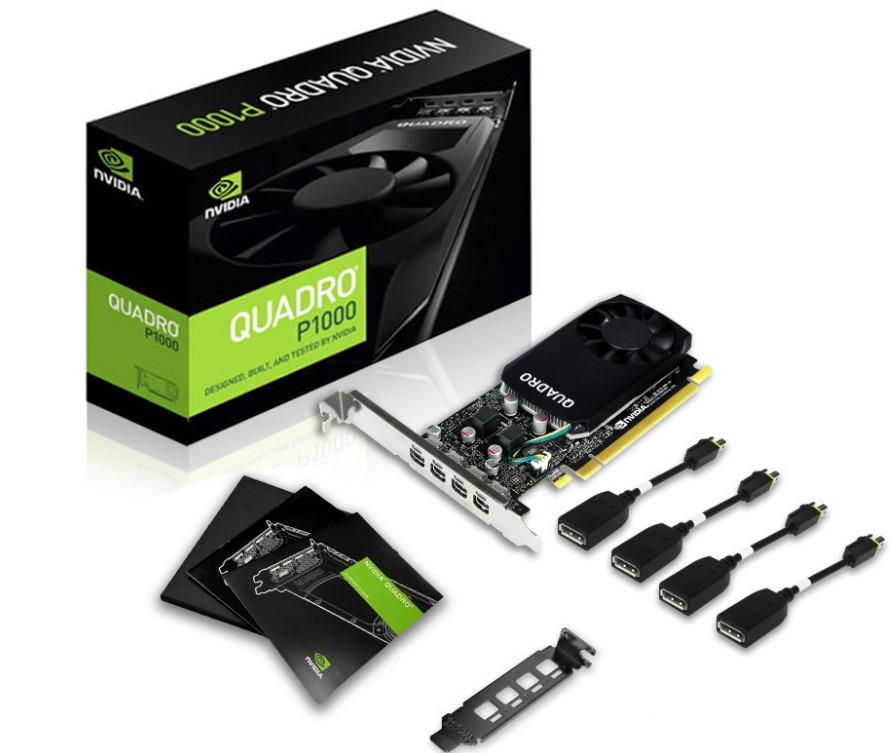 NVIDIA QUADRO® P1000
QUADRO
NVIDIA
NVIDIA
QUADRO®
P1000
QUADRO®
P1000
DESIGNED, BUILT, AND TESTED BY NVIDIA
QUADRO
NVIDIA
NVIDIA® QUADRO®
NVIDIA